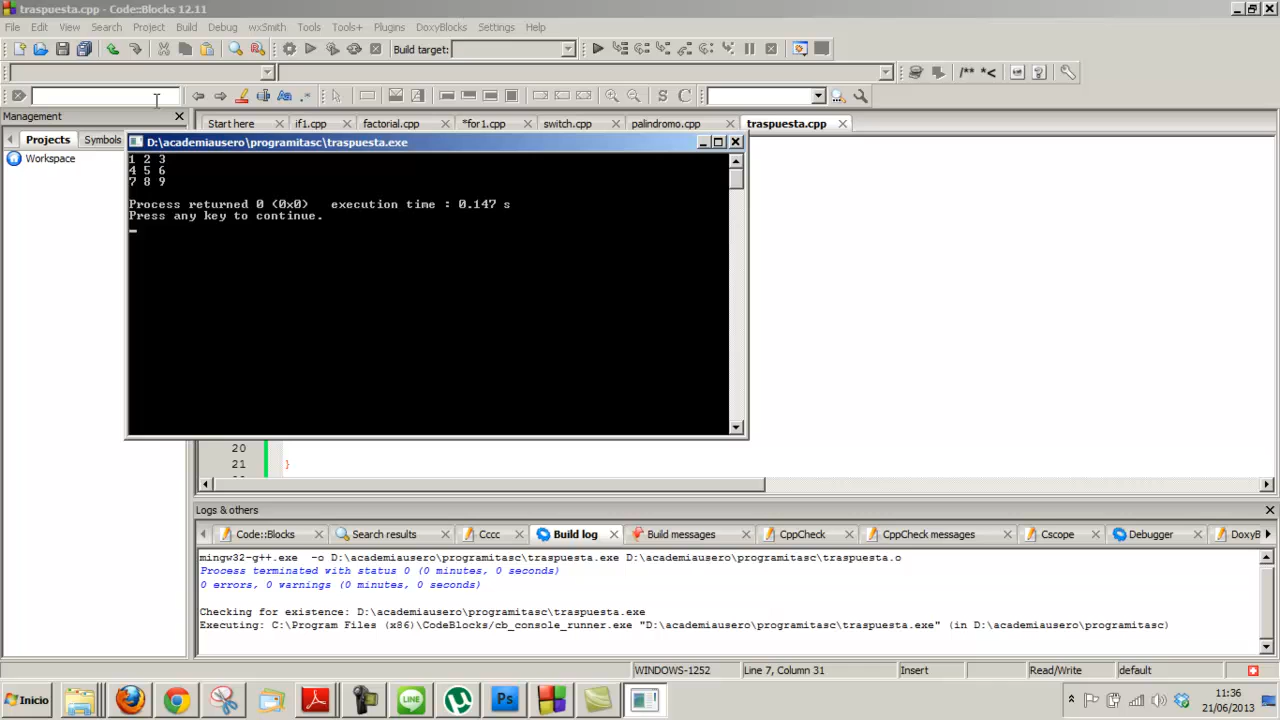 traspuesta.cpp - Code::Blocks 12.11
File Edit View Search Project Build Debug wxSmith Tools Tools+ Plugins DoxyBlocks Settings Help
Build target:
/** *<
Aa .* S C
Management
Projects Symbols
Workspace
Start here if1.cpp factorial.cpp *for1.cpp switch.cpp palindromo.cpp traspuesta.cpp
D:\academiausero\programitasc\traspuesta.exe
1 2 3
4 5 6
7 8 9
Process returned 0 (0x0)   execution time : 0.147 s
Press any key to continue.
20
21 }
Logs & others
Code::Blocks Search results Cccc Build log Build messages CppCheck CppCheck messages Cscope Debugger DoxyB
mingw32-g++.exe  -o D:\academiausero\programitasc\traspuesta.exe D:\academiausero\programitasc\traspuesta.o
Process terminated with status 0 (0 minutes, 0 seconds)
0 errors, 0 warnings (0 minutes, 0 seconds)
Checking for existence: D:\academiausero\programitasc\traspuesta.exe
Executing: C:\Program Files (x86)\CodeBlocks/cb_console_runner.exe "D:\academiausero\programitasc\traspuesta.exe" (in D:\academiausero\programitasc)
WINDOWS-1252 Line 7, Column 31 Insert Read/Write default
Inicio LINE Ps
11:36
21/06/2013